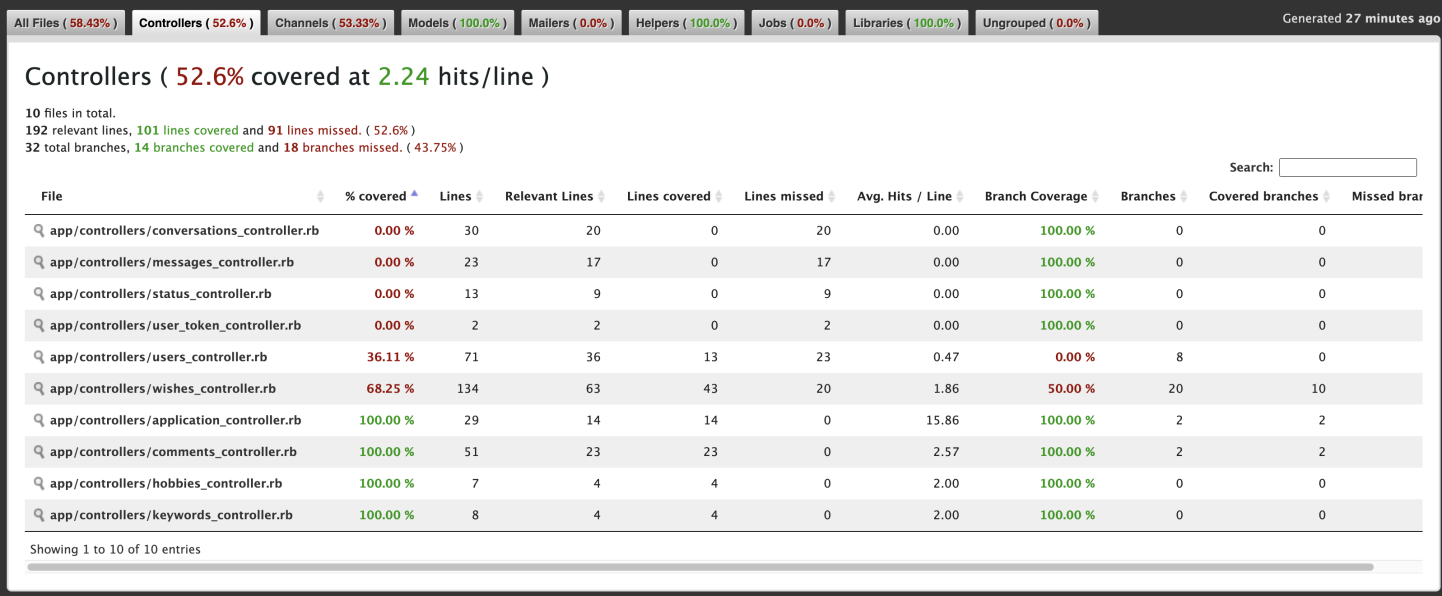 All Files ( 58.43% ) Controllers ( 52.6% ) Channels ( 53.33% ) Models ( 100.0% ) Mailers ( 0.0% ) Helpers ( 100.0% ) Jobs ( 0.0% ) Libraries ( 100.0% ) Ungrouped ( 0.0% ) Generated 27 minutes ago
Controllers ( 52.6% covered at 2.24 hits/line )
10 files in total.
192 relevant lines, 101 lines covered and 91 lines missed. ( 52.6% )
32 total branches, 14 branches covered and 18 branches missed. ( 43.75% )
Search:
File % covered Lines Relevant Lines Lines covered Lines missed Avg. Hits / Line Branch Coverage Branches Covered branches Missed bran
app/controllers/conversations_controller.rb 0.00 % 30 20 0 20 0.00 100.00 % 0 0
app/controllers/messages_controller.rb 0.00 % 23 17 0 17 0.00 100.00 % 0 0
app/controllers/status_controller.rb 0.00 % 13 9 0 9 0.00 100.00 % 0 0
app/controllers/user_token_controller.rb 0.00 % 2 2 0 2 0.00 100.00 % 0 0
app/controllers/users_controller.rb 36.11 % 71 36 13 23 0.47 0.00 % 8 0
app/controllers/wishes_controller.rb 68.25 % 134 63 43 20 1.86 50.00 % 20 10
app/controllers/application_controller.rb 100.00 % 29 14 14 0 15.86 100.00 % 2 2
app/controllers/comments_controller.rb 100.00 % 51 23 23 0 2.57 100.00 % 2 2
app/controllers/hobbies_controller.rb 100.00 % 7 4 4 0 2.00 100.00 % 0 0
app/controllers/keywords_controller.rb 100.00 % 8 4 4 0 2.00 100.00 % 0 0
Showing 1 to 10 of 10 entries